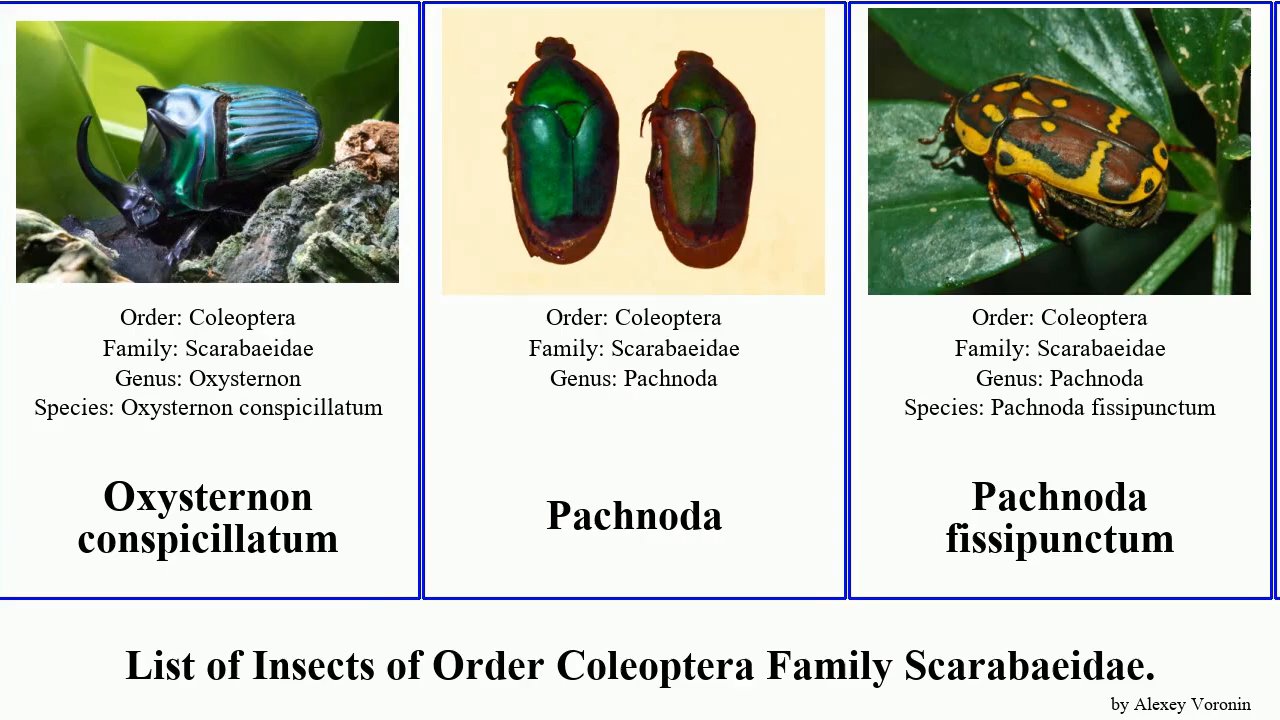 Order: Coleoptera
Family: Scarabaeidae
Genus: Oxysternon
Species: Oxysternon conspicillatum
Oxysternon
conspicillatum
Order: Coleoptera
Family: Scarabaeidae
Genus: Pachnoda
Pachnoda
Order: Coleoptera
Family: Scarabaeidae
Genus: Pachnoda
Species: Pachnoda fissipunctum
Pachnoda
fissipunctum
List of Insects of Order Coleoptera Family Scarabaeidae.
by Alexey Voronin